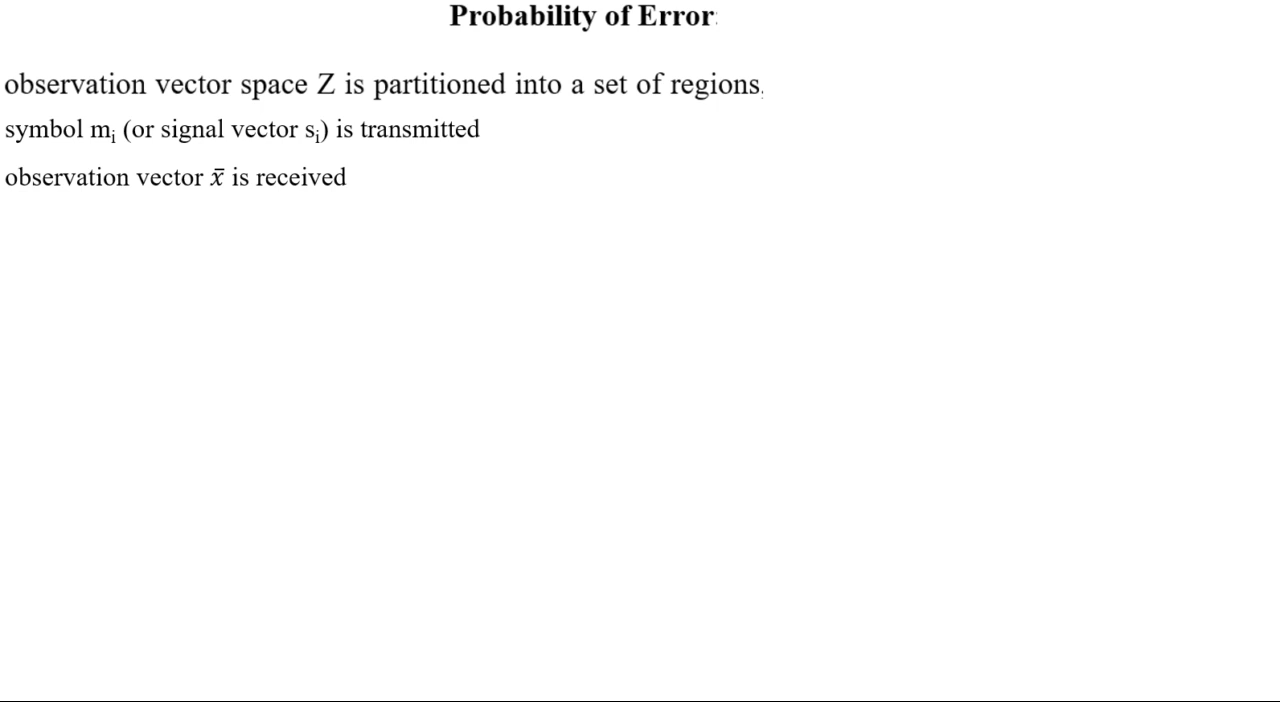 Probability of Error
observation vector space Z is partitioned into a set of regions
symbol mᵢ (or signal vector sᵢ) is transmitted
observation vector x̄ is received